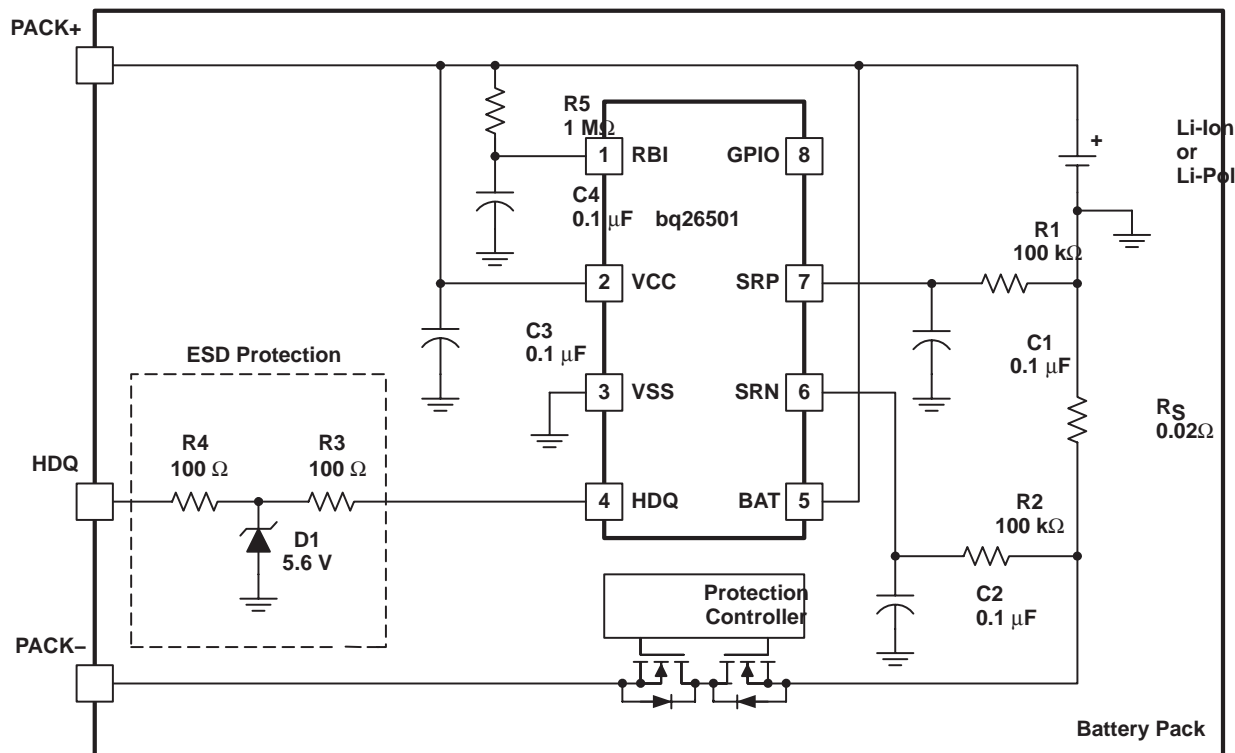 PACK+
R5
1 MΩ
1 RBI
GPIO 8
+
Li-Ion
or
Li-Pol
C4
0.1 μF
bq26501
R1
100 kΩ
2 VCC
SRP 7
C3
0.1 μF
C1
0.1 μF
ESD Protection
3 VSS
SRN 6
RS
0.02Ω
HDQ
R4
100 Ω
R3
100 Ω
4 HDQ
BAT 5
R2
100 kΩ
D1
5.6 V
Protection
Controller
C2
0.1 μF
PACK–
Battery Pack